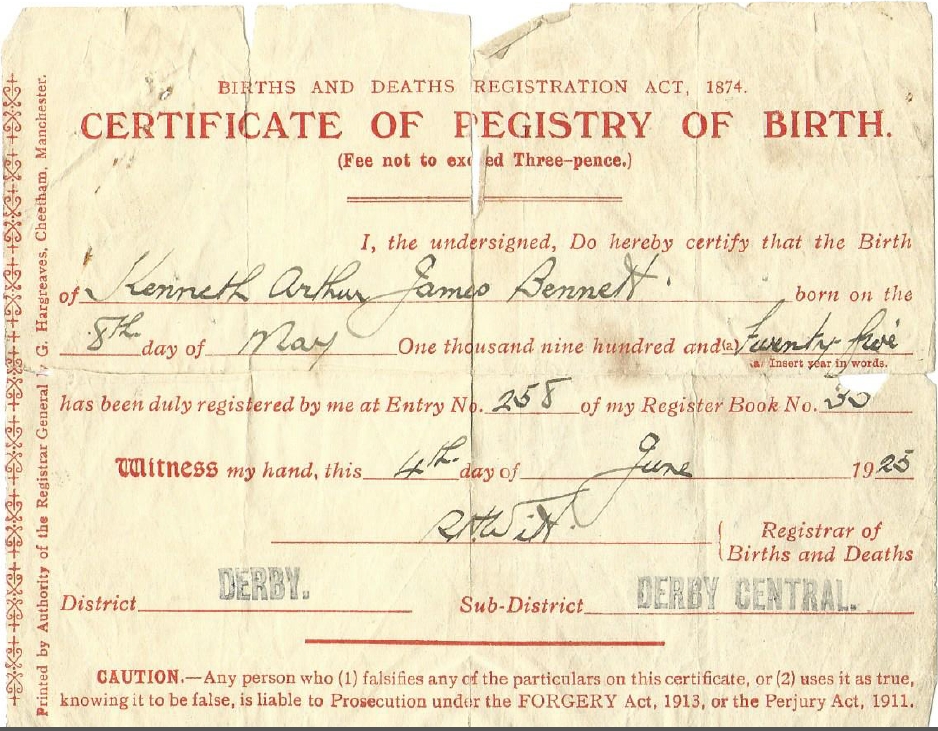 BIRTHS AND DEATHS REGISTRATION ACT, 1874.
CERTIFICATE OF REGISTRY OF BIRTH.
(Fee not to exceed Three-pence.)
I, the undersigned, Do hereby certify that the Birth
of Kenneth Arthur James Bennett born on the
8th day of May One thousand nine hundred and (a) twenty five
(a) Insert year in words.
has been duly registered by me at Entry No. 258 of my Register Book No.
Witness my hand, this 4th day of June 1925
Registrar of
Births and Deaths
District DERBY. Sub-District DERBY CENTRAL.
CAUTION.—Any person who (1) falsifies any of the particulars on this certificate, or (2) uses it as true,
knowing it to be false, is liable to Prosecution under the FORGERY Act, 1913, or the Perjury Act, 1911.
Printed by Authority of the Registrar General G. Hargreaves, Cheetham, Manchester.